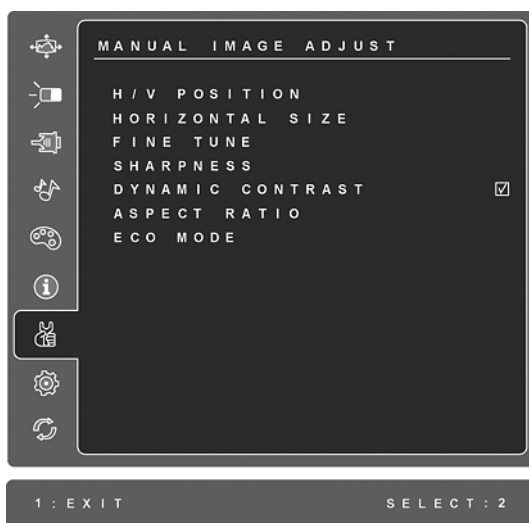 MANUAL IMAGE ADJUST
H/V POSITION
HORIZONTAL SIZE
FINE TUNE
SHARPNESS
DYNAMIC CONTRAST
ASPECT RATIO
ECO MODE
1:EXIT SELECT:2